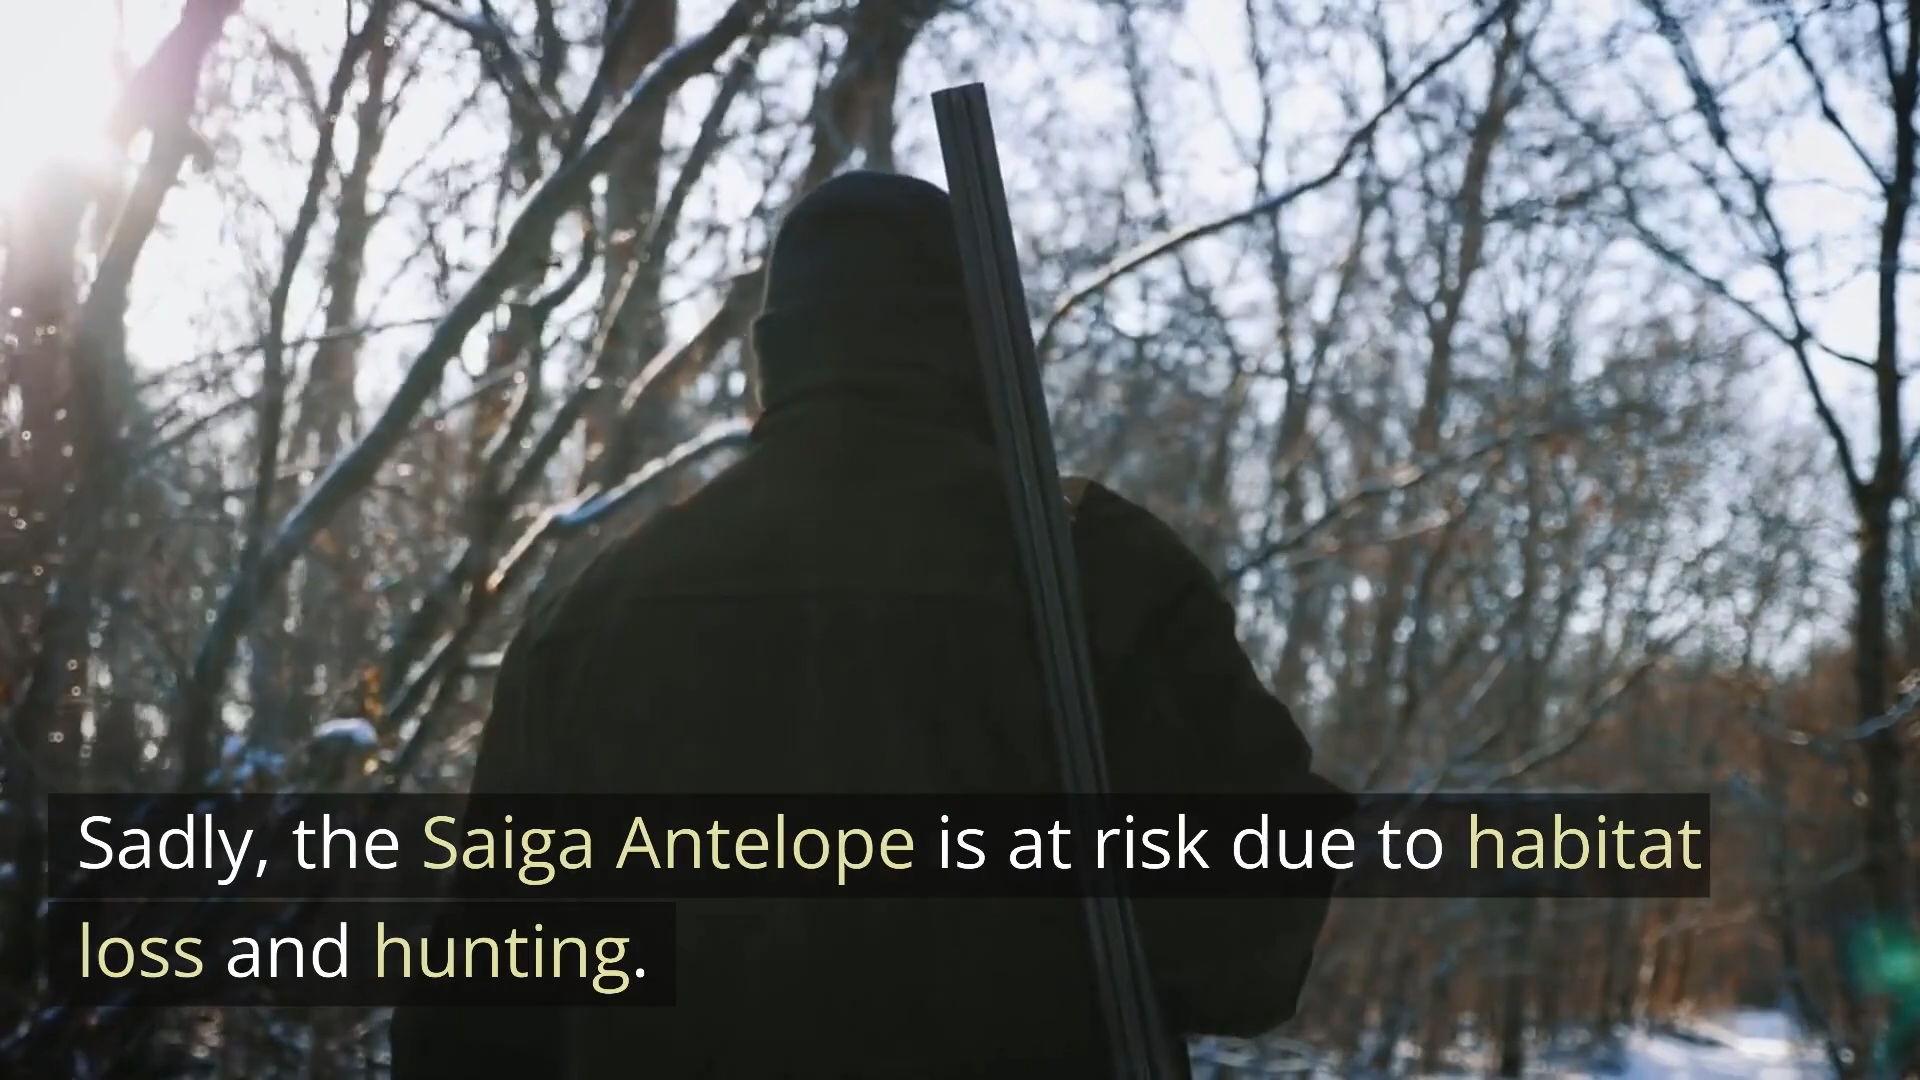 Sadly, the Saiga Antelope is at risk due to habitat
loss and hunting.